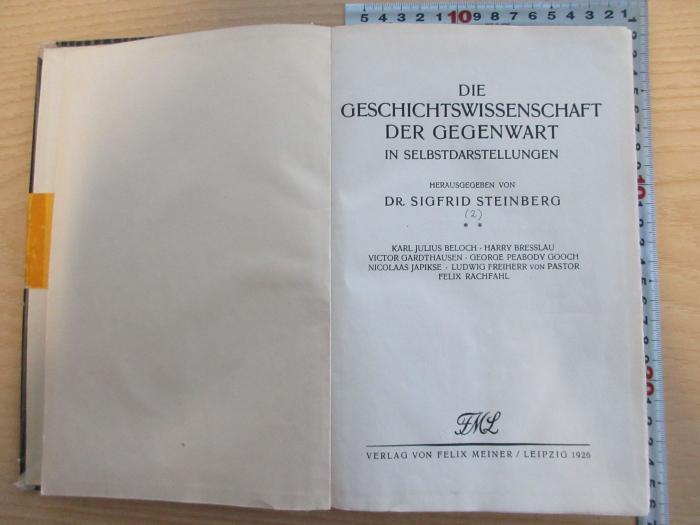 DIE
GESCHICHTSWISSENSCHAFT
DER GEGENWART
IN SELBSTDARSTELLUNGEN
HERAUSGEGEBEN VON
DR. SIGFRID STEINBERG
(2)
* *
KARL JULIUS BELOCH · HARRY BRESSLAU
VICTOR GARDTHAUSEN · GEORGE PEABODY GOOCH
NICOLAAS JAPIKSE · LUDWIG FREIHERR VON PASTOR
FELIX RACHFAHL
FML
VERLAG VON FELIX MEINER / LEIPZIG 1926
5 4 3 2 1 10 9 8 7 6 5 4 3 2 1